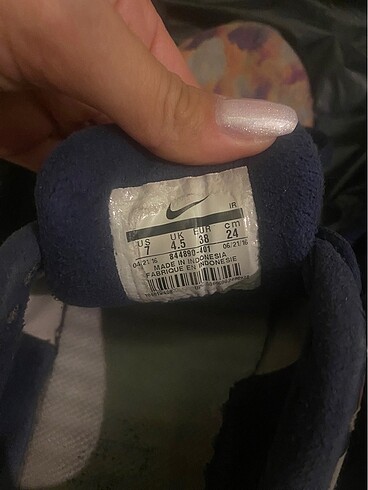 IR
US UK EUR cm
7 4.5 38 24
04/21/16 844890-401 06/21/16
MADE IN INDONESIA
FABRIQUE EN INDONESIE